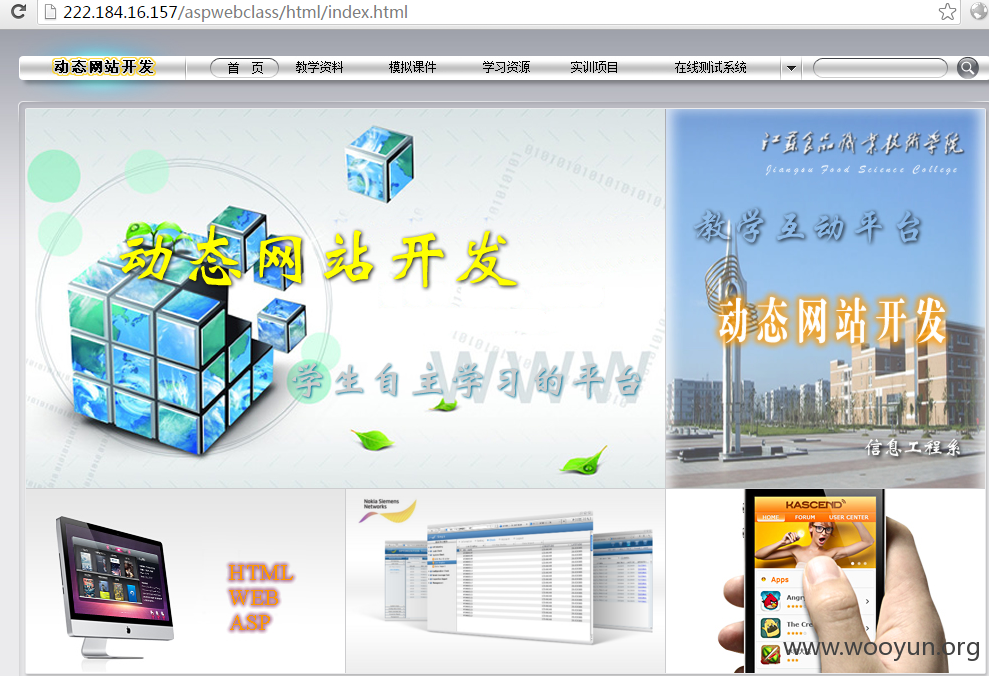 222.184.16.157/aspwebclass/html/index.html
动态网站开发
首 页 教学资料 模拟课件 学习资源 实训项目 在线测试系统
江苏食品职业技术学院
Jiangsu Food Science College
教学互动平台
动态网站开发
动态网站开发
WWW
学生自主学习的平台
信息工程系
HTML
WEB
ASP
Nokia Siemens
Networks
KASCEND
HOME FORUM USER CENTER
Apps
Angr
The Cre
www.wooyun.org